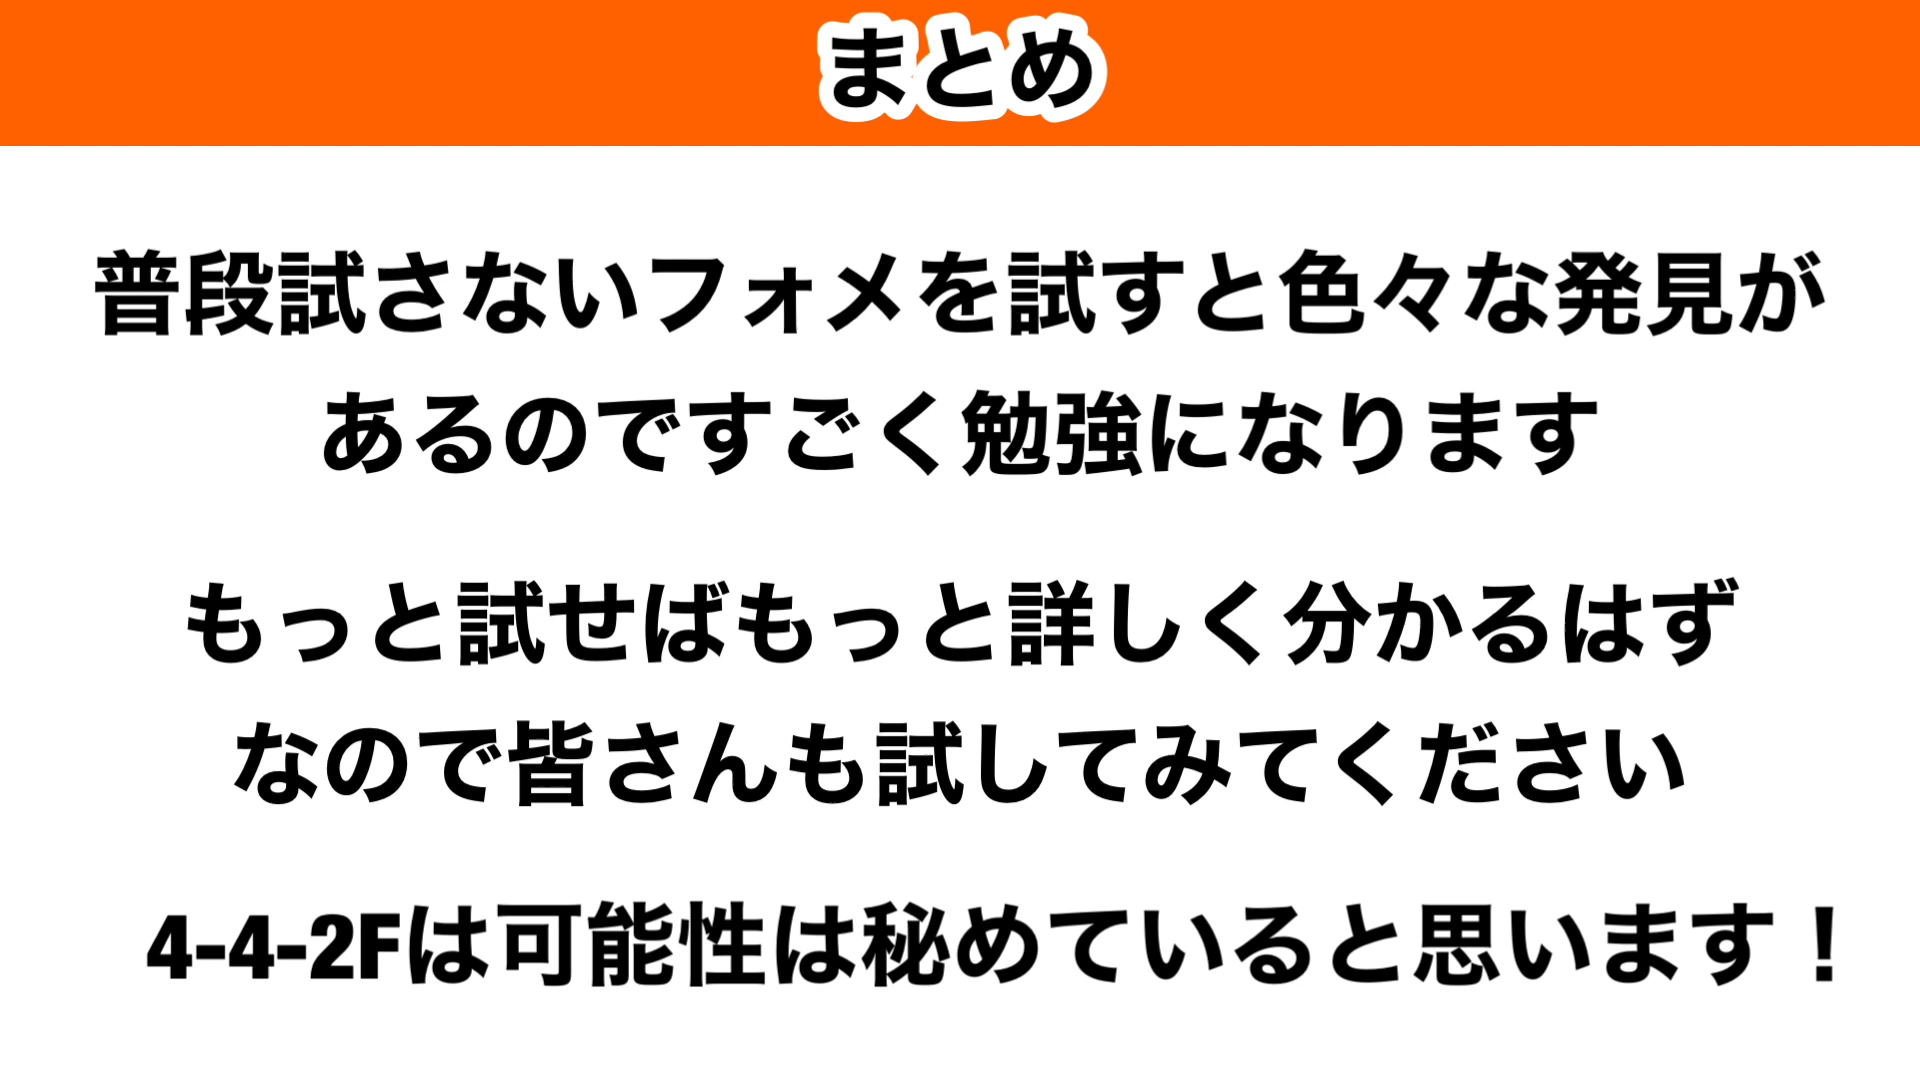 まとめ
普段試さないフォメを試すと色々な発見が
あるのですごく勉強になります
もっと試せばもっと詳しく分かるはず
なので皆さんも試してみてください
4-4-2Fは可能性は秘めていると思います！